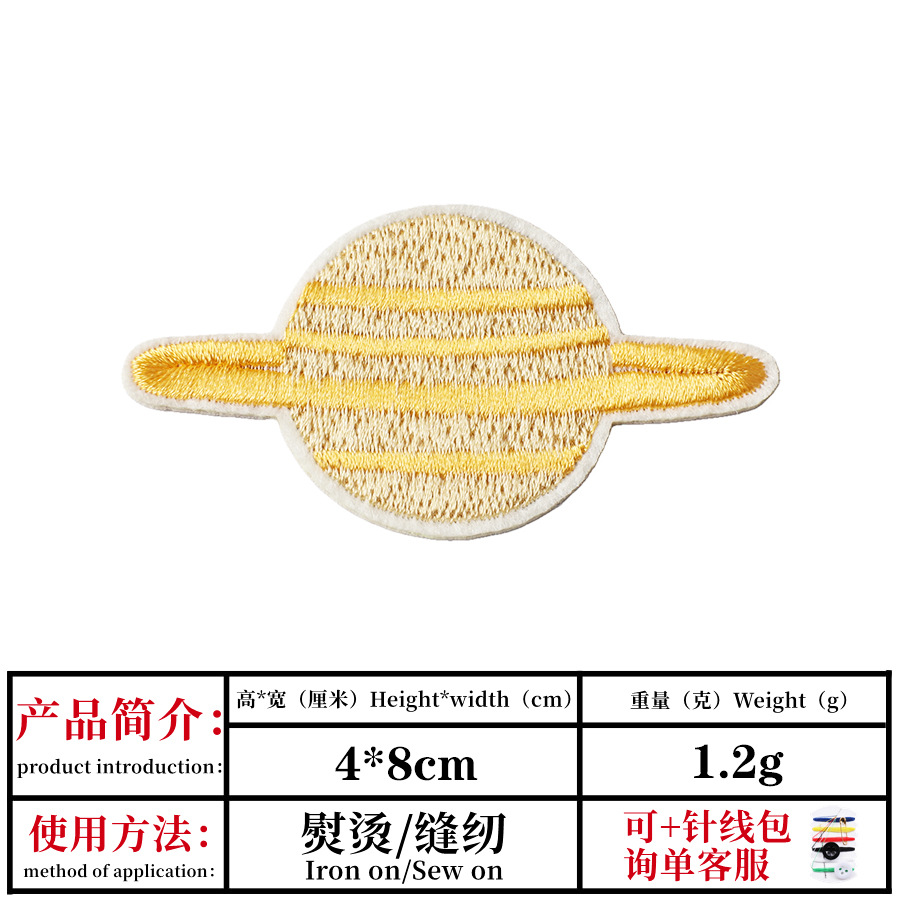 产品简介：
product introduction:
高*宽（厘米）Height*width（cm）
重量（克）Weight（g）
4*8cm
1.2g
使用方法：
method of application:
熨烫/缝纫
Iron on/Sew on
可+针线包
询单客服